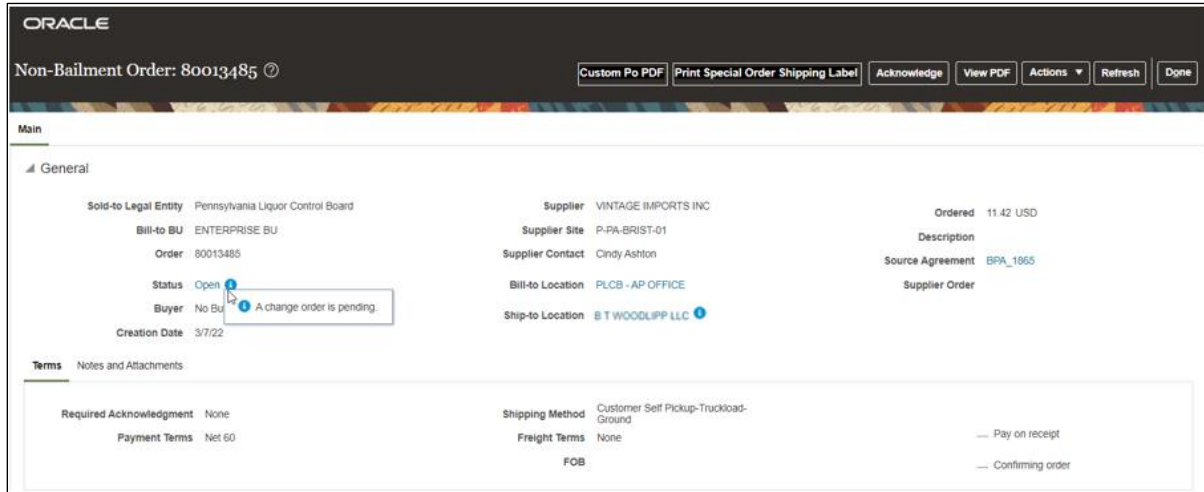 ORACLE
Non-Bailment Order: 80013485
Custom Po PDF Print Special Order Shipping Label Acknowledge View PDF Actions Refresh Done
Main
General
Sold-to Legal Entity Pennsylvania Liquor Control Board
Bill-to BU ENTERPRISE BU
Order 80013485
Status Open
A change order is pending.
Buyer No Bu
Creation Date 3/7/22
Supplier VINTAGE IMPORTS INC
Supplier Site P-PA-BRIST-01
Supplier Contact Cindy Ashton
Bill-to Location PLCB - AP OFFICE
Ship-to Location B T WOODLIPP LLC
Ordered 11.42 USD
Description
Source Agreement BPA_1865
Supplier Order
Terms Notes and Attachments
Required Acknowledgment None
Payment Terms Net 60
Shipping Method Customer Self Pickup-Truckload-
Ground
Freight Terms None
FOB
Pay on receipt
Confirming order